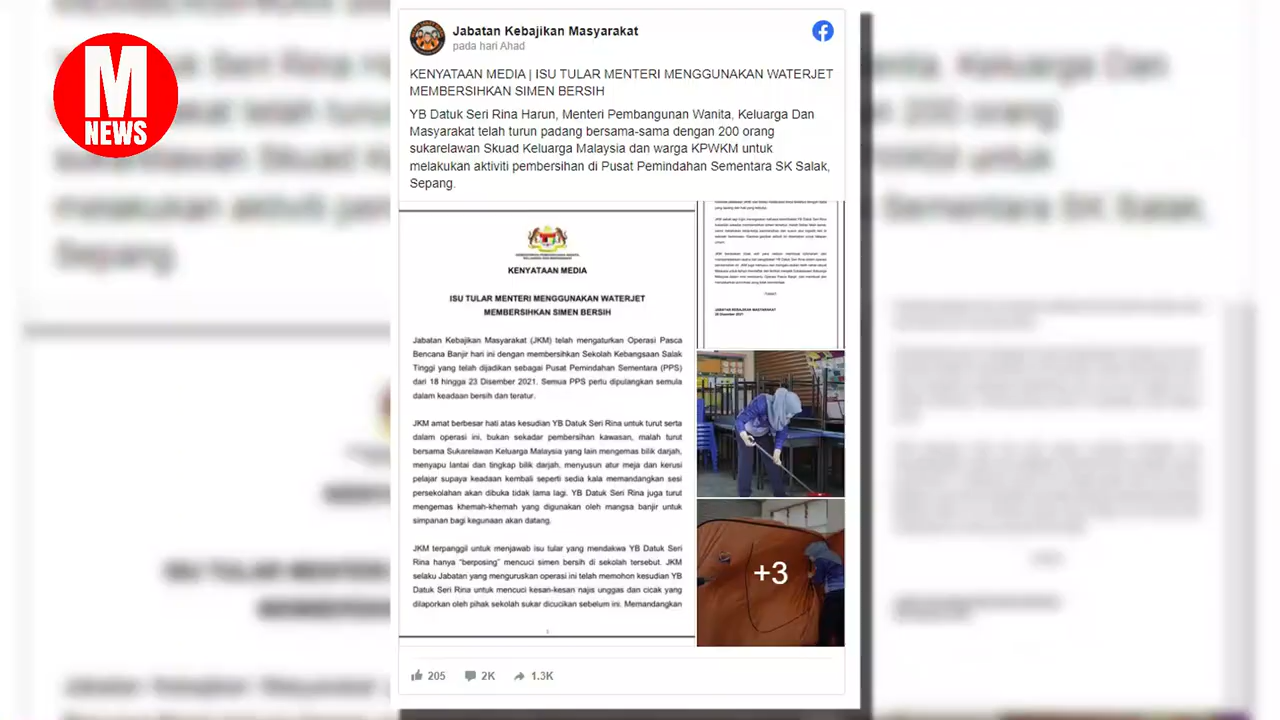 M
NEWS
Jabatan Kebajikan Masyarakat
pada hari Ahad
KENYATAAN MEDIA | ISU TULAR MENTERI MENGGUNAKAN WATERJET
MEMBERSIHKAN SIMEN BERSIH
YB Datuk Seri Rina Harun, Menteri Pembangunan Wanita, Keluarga Dan
Masyarakat telah turun padang bersama-sama dengan 200 orang
sukarelawan Skuad Keluarga Malaysia dan warga KPWKM untuk
melakukan aktiviti pembersihan di Pusat Pemindahan Sementara SK Salak,
Sepang.
KENYATAAN MEDIA
ISU TULAR MENTERI MENGGUNAKAN WATERJET
MEMBERSIHKAN SIMEN BERSIH
Jabatan Kebajikan Masyarakat (JKM) telah mengaturkan Operasi Pasca
Bencana Banjir hari ini dengan membersihkan Sekolah Kebangsaan Salak
Tinggi yang telah dijadikan sebagai Pusat Pemindahan Sementara (PPS)
dari 18 hingga 23 Disember 2021. Semua PPS perlu dipulangkan semula
dalam keadaan bersih dan teratur.
JKM amat berbesar hati atas kesudian YB Datuk Seri Rina untuk turut serta
dalam operasi ini, bukan sekadar pembersihan kawasan, malah turut
bersama Sukarelawan Keluarga Malaysia yang lain mengemas bilik darjah,
menyapu lantai dan tingkap bilik darjah, menyusun atur meja dan kerusi
pelajar supaya keadaan kembali seperti sedia kala memandangkan sesi
persekolahan akan dibuka tidak lama lagi. YB Datuk Seri Rina juga turut
mengemas khemah-khemah yang digunakan oleh mangsa banjir untuk
simpanan bagi kegunaan akan datang.
JKM terpanggil untuk menjawab isu tular yang mendakwa YB Datuk Seri
Rina hanya "berposing" mencuci simen bersih di sekolah tersebut. JKM
selaku Jabatan yang menguruskan operasi ini telah memohon kesudian YB
Datuk Seri Rina untuk mencuci kesan-kesan najis unggas dan cicak yang
dilaporkan oleh pihak sekolah sukar dicucikan sebelum ini. Memandangkan
1
JABATAN KEBAJIKAN MASYARAKAT
+3
205 2K 1.3K